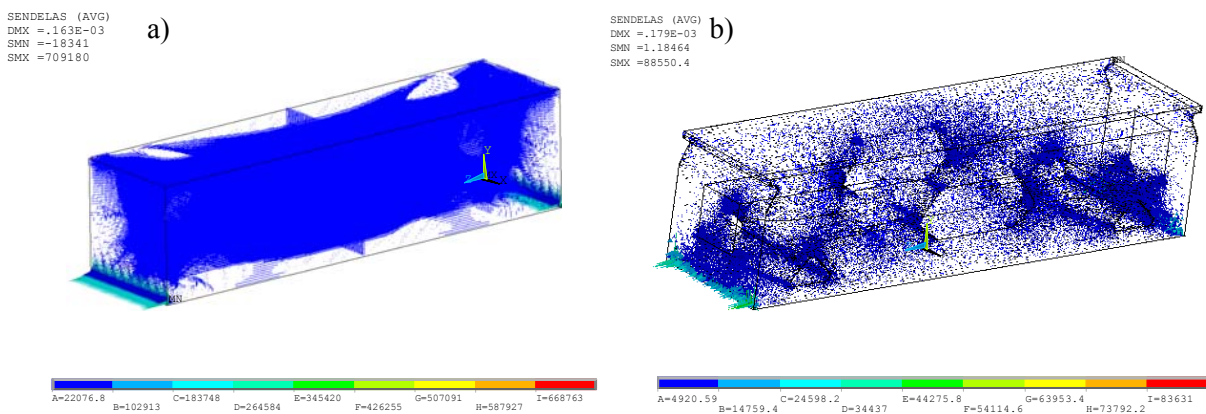 SENDELAS (AVG)
DMX =.163E-03
SMN =-18341
SMX =709180
a)
MN
Y
A=22076.8 B=102913 C=183748 D=264584 E=345420 F=426255 G=507091 H=587927 I=668763
SENDELAS (AVG)
DMX =.179E-03
SMN =1.18464
SMX =88550.4
b)
MN
A=4920.59 B=14759.4 C=24598.2 D=34437 E=44275.8 F=54114.6 G=63953.4 H=73792.2 I=83631